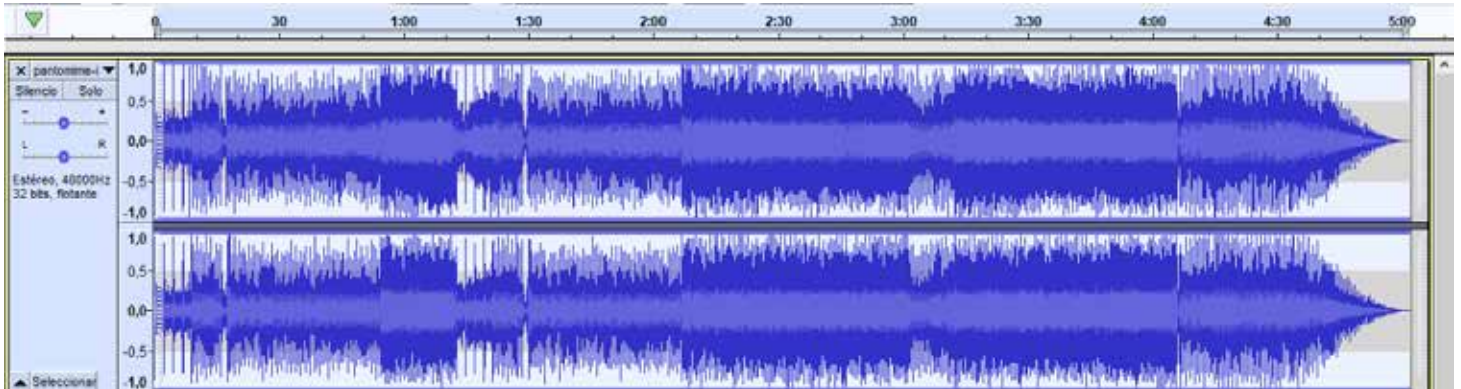 0 30 1:00 1:30 2:00 2:30 3:00 3:30 4:00 4:30 5:00
X pantomime-i
Silencio Solo
- +
L R
Estéreo, 48000Hz
32 bits, flotante
1,0
0,5-
0,0-
-0,5-
-1,0
1,0
0,5-
0,0-
-0,5-
-1,0
Seleccionar